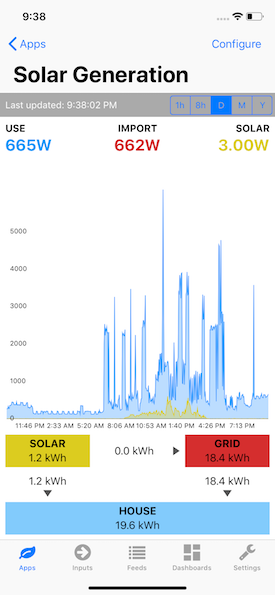 9:38
Apps Configure
Solar Generation
Last updated: 9:38:02 PM 1h 8h D M Y
USE IMPORT SOLAR
665W 662W 3.00W
5000
4000
3000
2000
1000
0
11:46 PM 2:33 AM 5:20 AM 8:06 AM 10:53 AM 1:40 PM 4:26 PM 7:13 PM
SOLAR GRID
1.2 kWh 0.0 kWh 18.4 kWh
1.2 kWh 18.4 kWh
HOUSE
19.6 kWh
Apps Inputs Feeds Dashboards Settings